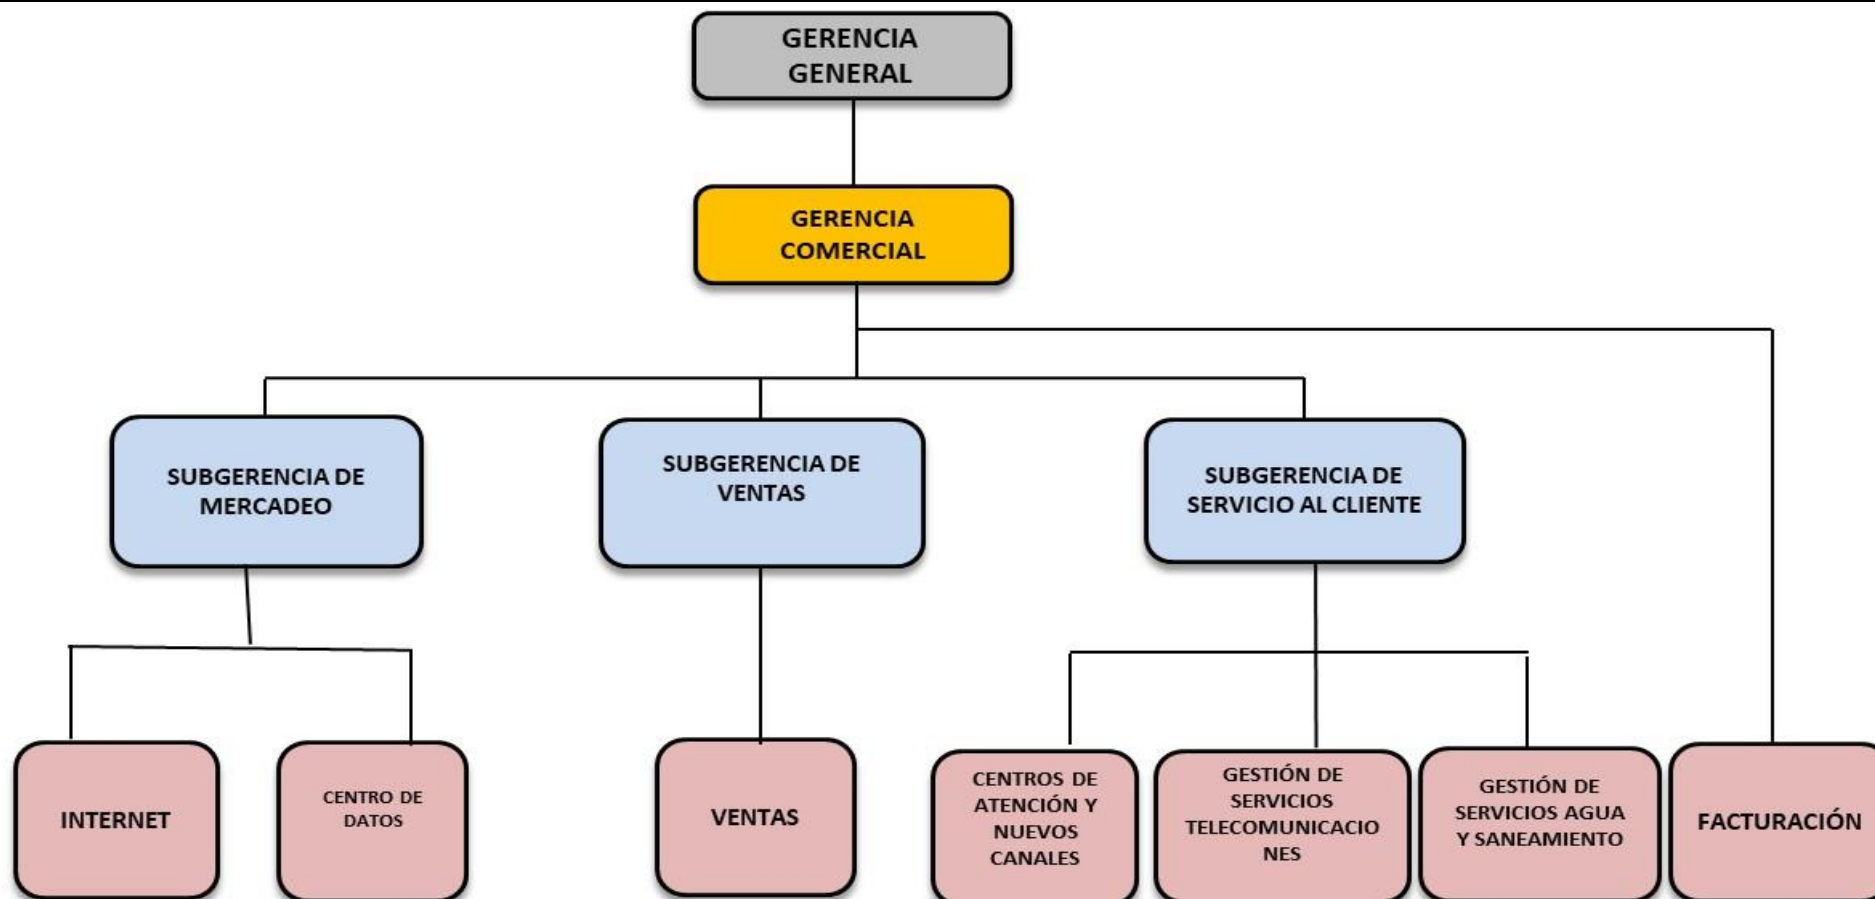 GERENCIA
GENERAL
GERENCIA
COMERCIAL
SUBGERENCIA DE
MERCADEO
SUBGERENCIA DE
VENTAS
SUBGERENCIA DE
SERVICIO AL CLIENTE
INTERNET
CENTRO DE
DATOS
VENTAS
CENTROS DE
ATENCIÓN Y
NUEVOS
CANALES
GESTIÓN DE
SERVICIOS
TELECOMUNICACIO
NES
GESTIÓN DE
SERVICIOS AGUA
Y SANEAMIENTO
FACTURACIÓN